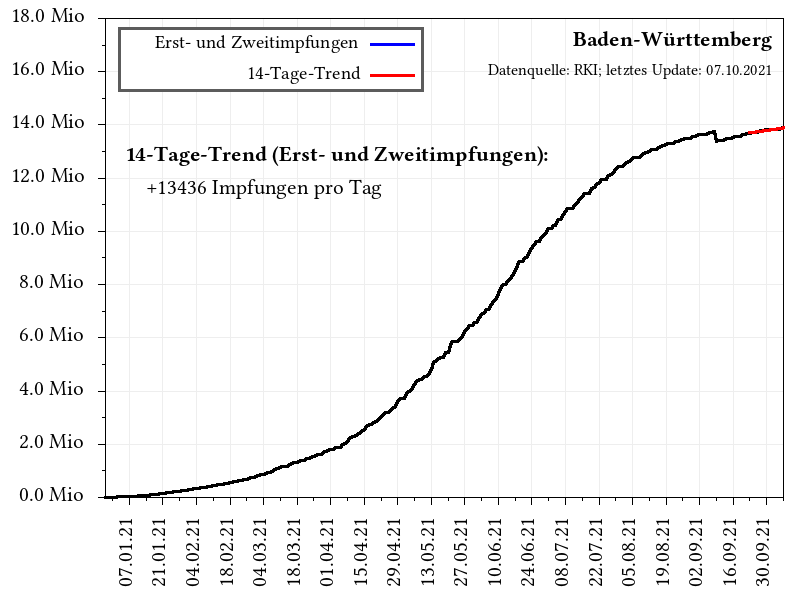 18.0 Mio
16.0 Mio
14.0 Mio
12.0 Mio
10.0 Mio
8.0 Mio
6.0 Mio
4.0 Mio
2.0 Mio
0.0 Mio
Erst- und Zweitimpfungen
14-Tage-Trend
Baden-Württemberg
Datenquelle: RKI; letztes Update: 07.10.2021
14-Tage-Trend (Erst- und Zweitimpfungen):
+13436 Impfungen pro Tag
07.01.21
21.01.21
04.02.21
18.02.21
04.03.21
18.03.21
01.04.21
15.04.21
29.04.21
13.05.21
27.05.21
10.06.21
24.06.21
08.07.21
22.07.21
05.08.21
19.08.21
02.09.21
16.09.21
30.09.21